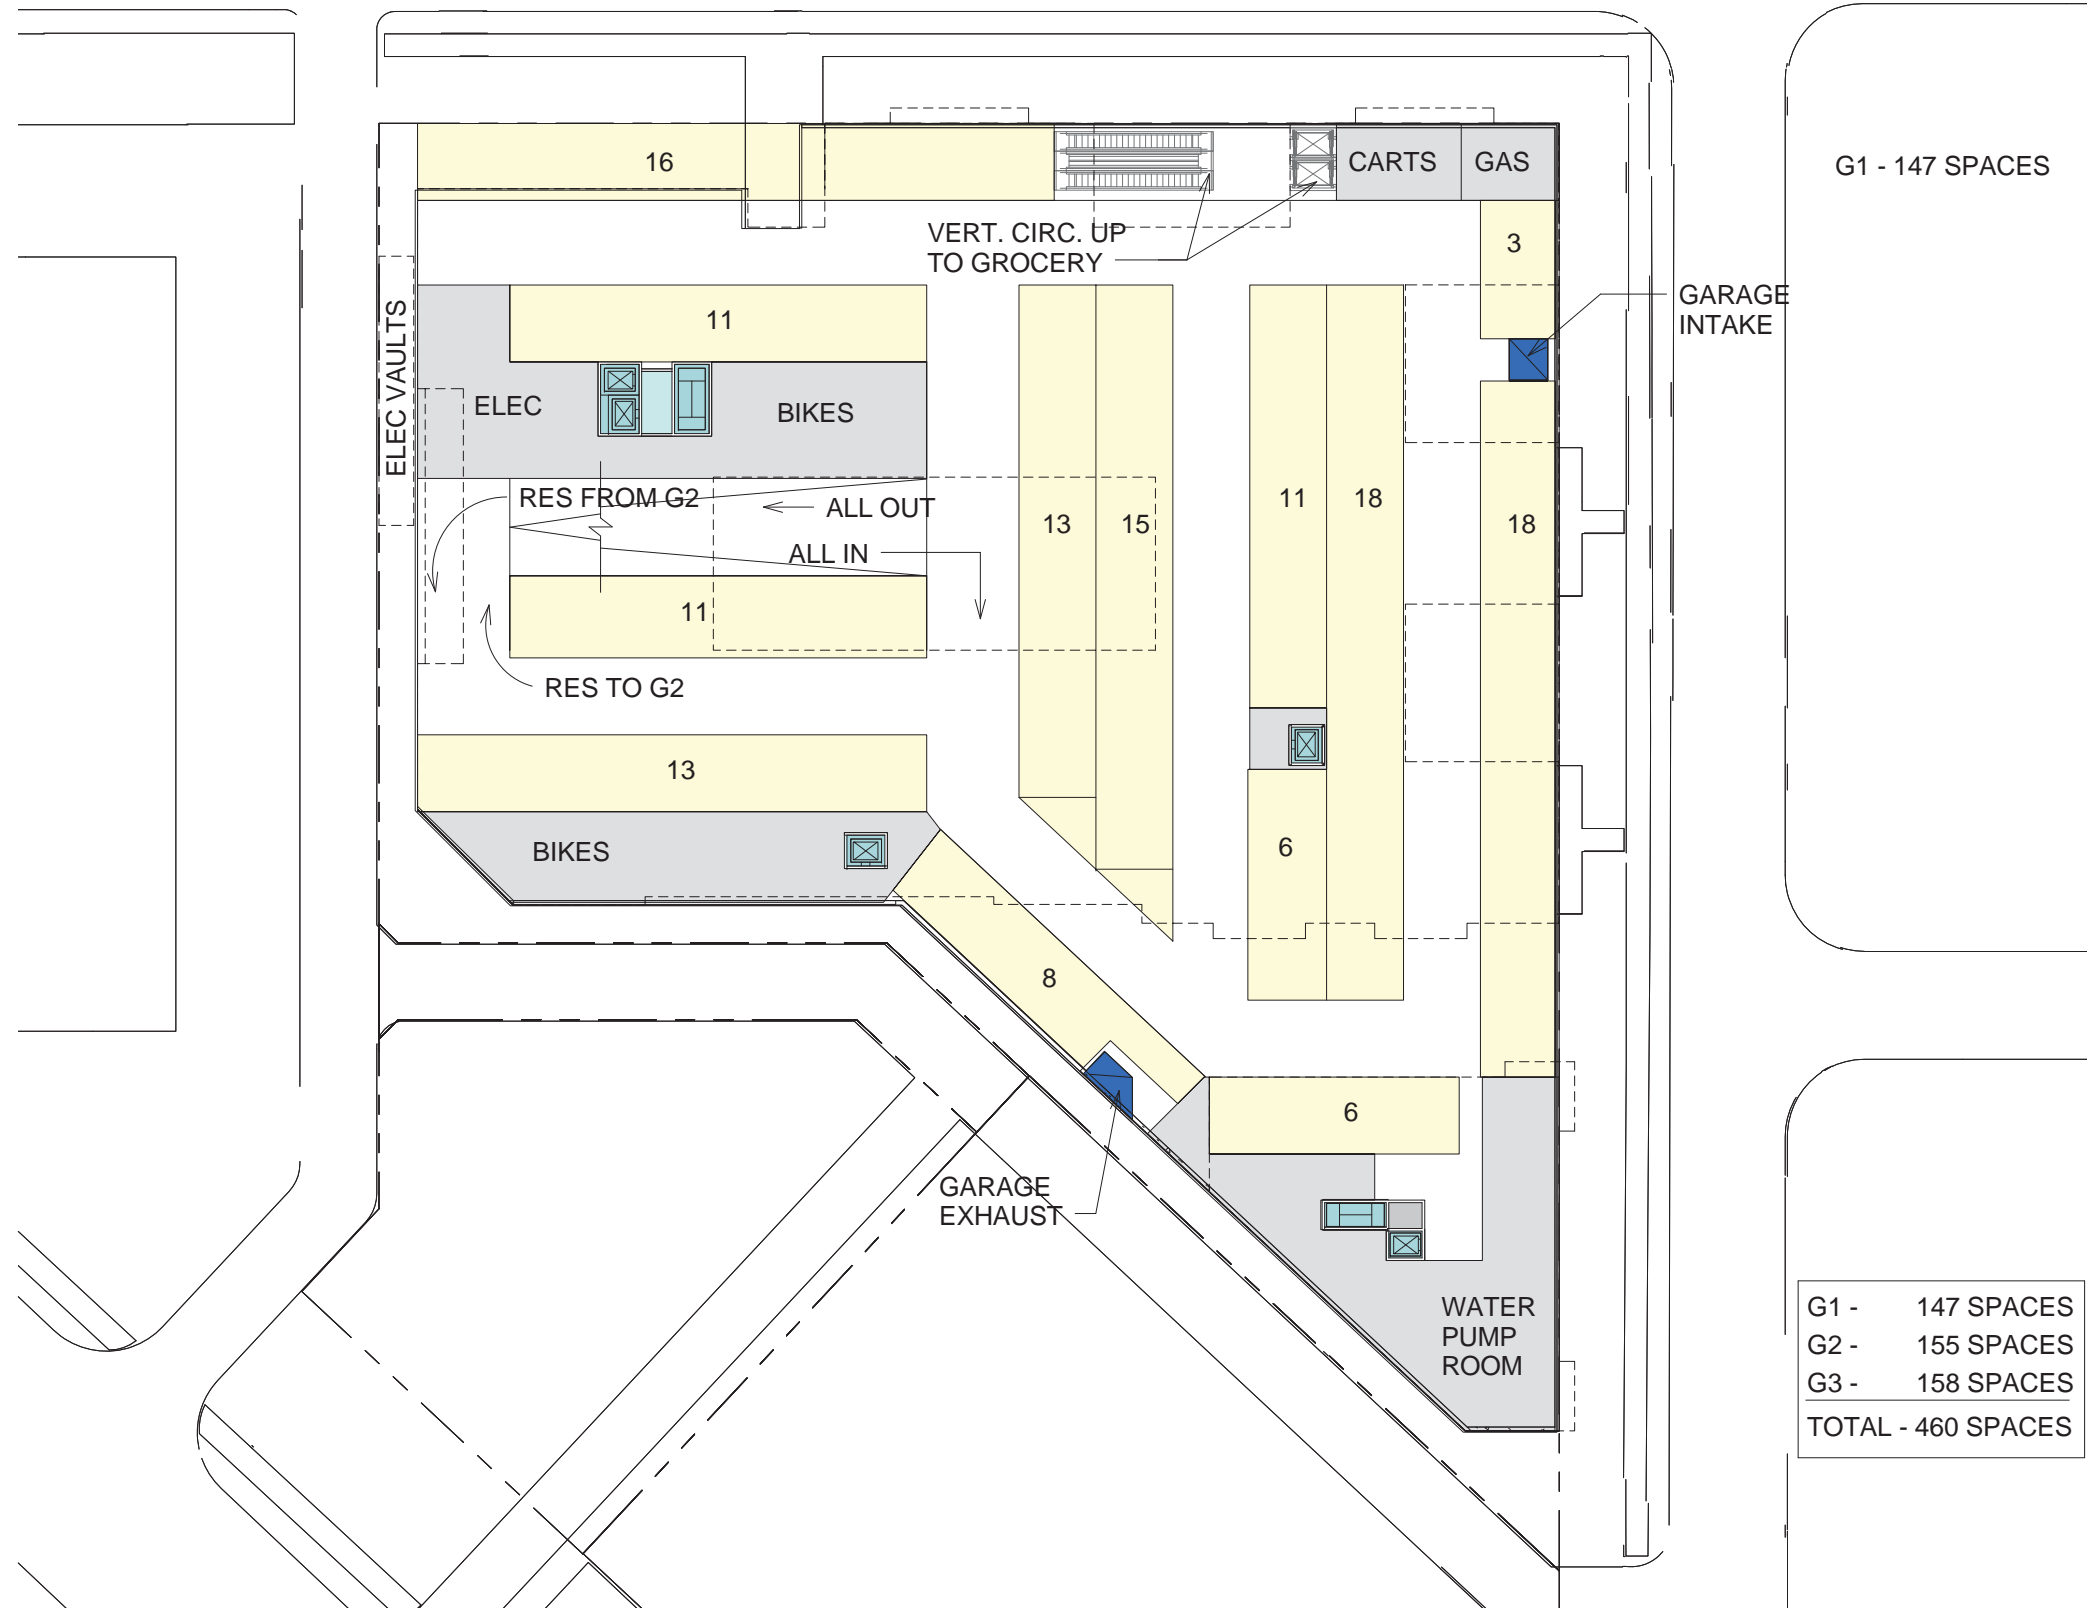 16
CARTS
GAS
G1 - 147 SPACES
VERT. CIRC. UP
TO GROCERY
3
GARAGE
INTAKE
11
ELEC VAULTS
ELEC
BIKES
RES FROM G2
ALL OUT
ALL IN
13
15
11
18
18
11
RES TO G2
13
BIKES
6
8
6
GARAGE
EXHAUST
WATER
PUMP
ROOM
G1 - 147 SPACES
G2 - 155 SPACES
G3 - 158 SPACES
TOTAL - 460 SPACES